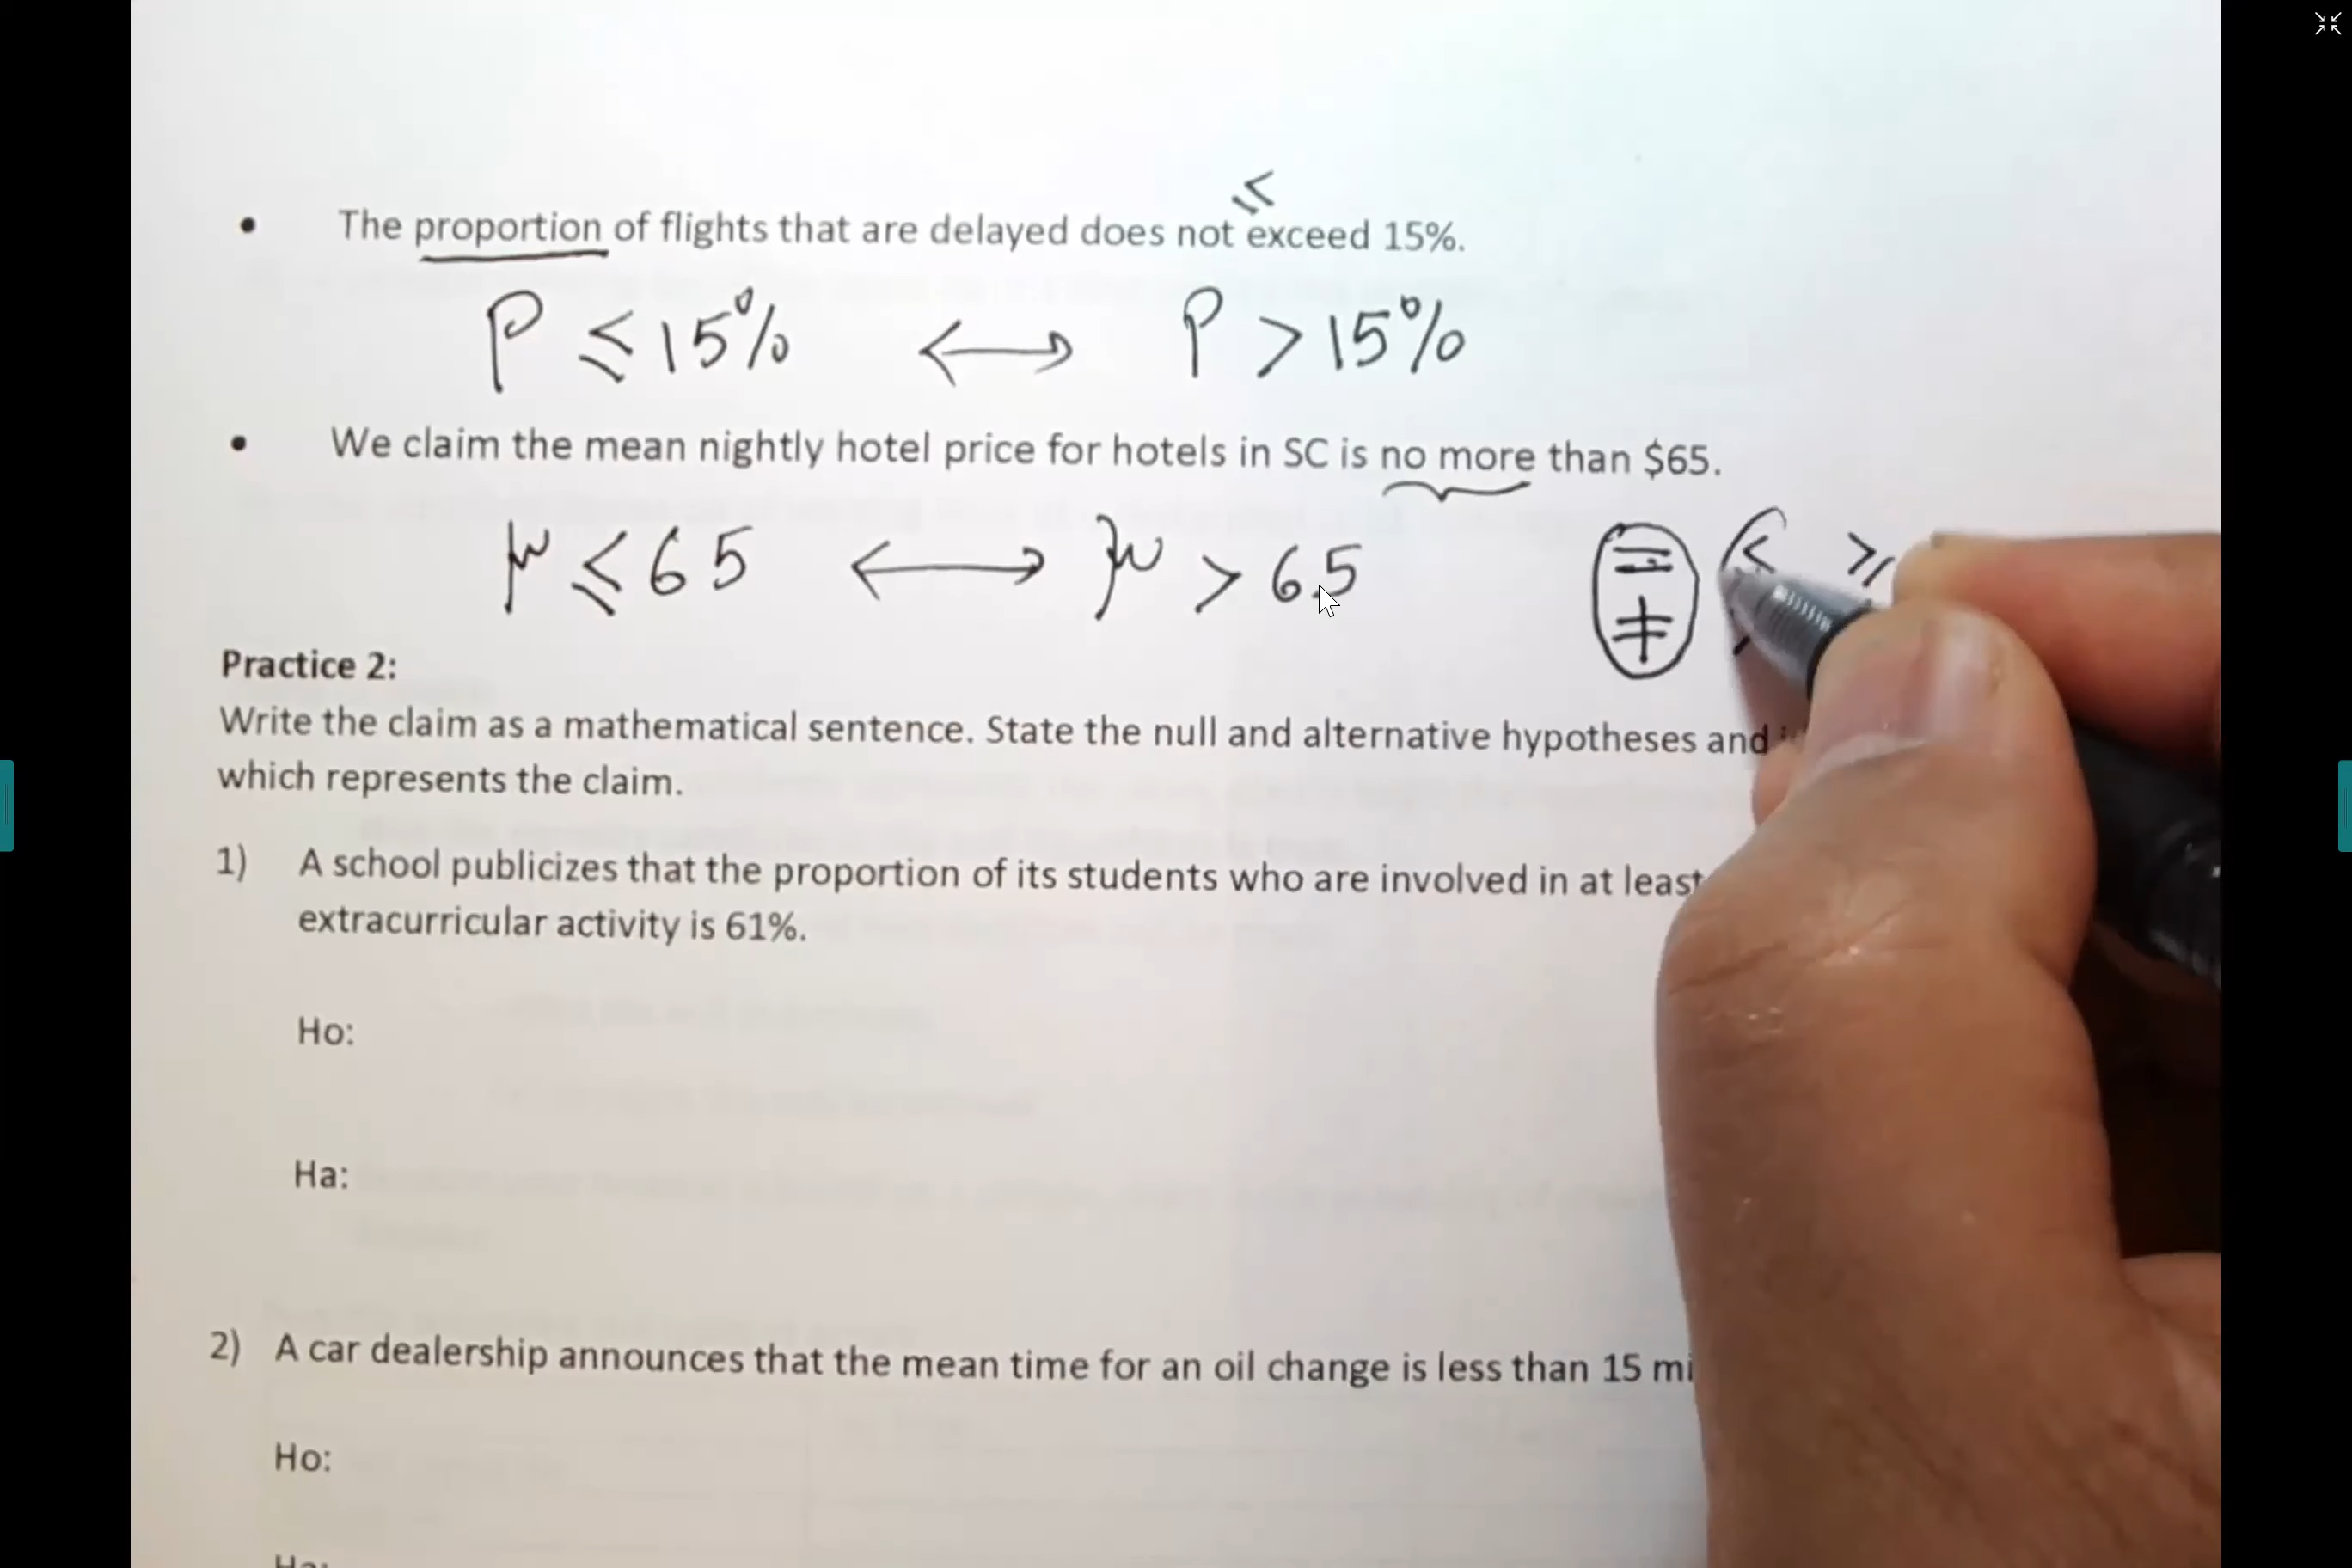 ≤
• The proportion of flights that are delayed does not exceed 15%.
P ≤ 15% ⟷ P > 15%
• We claim the mean nightly hotel price for hotels in SC is no more than $65.
μ ≤ 65 ⟷ μ > 65
= < ≥
≠
Practice 2:
Write the claim as a mathematical sentence. State the null and alternative hypotheses and
which represents the claim.
1) A school publicizes that the proportion of its students who are involved in at least
extracurricular activity is 61%.
Ho:
Ha:
2) A car dealership announces that the mean time for an oil change is less than 15 mi
Ho:
Ha: